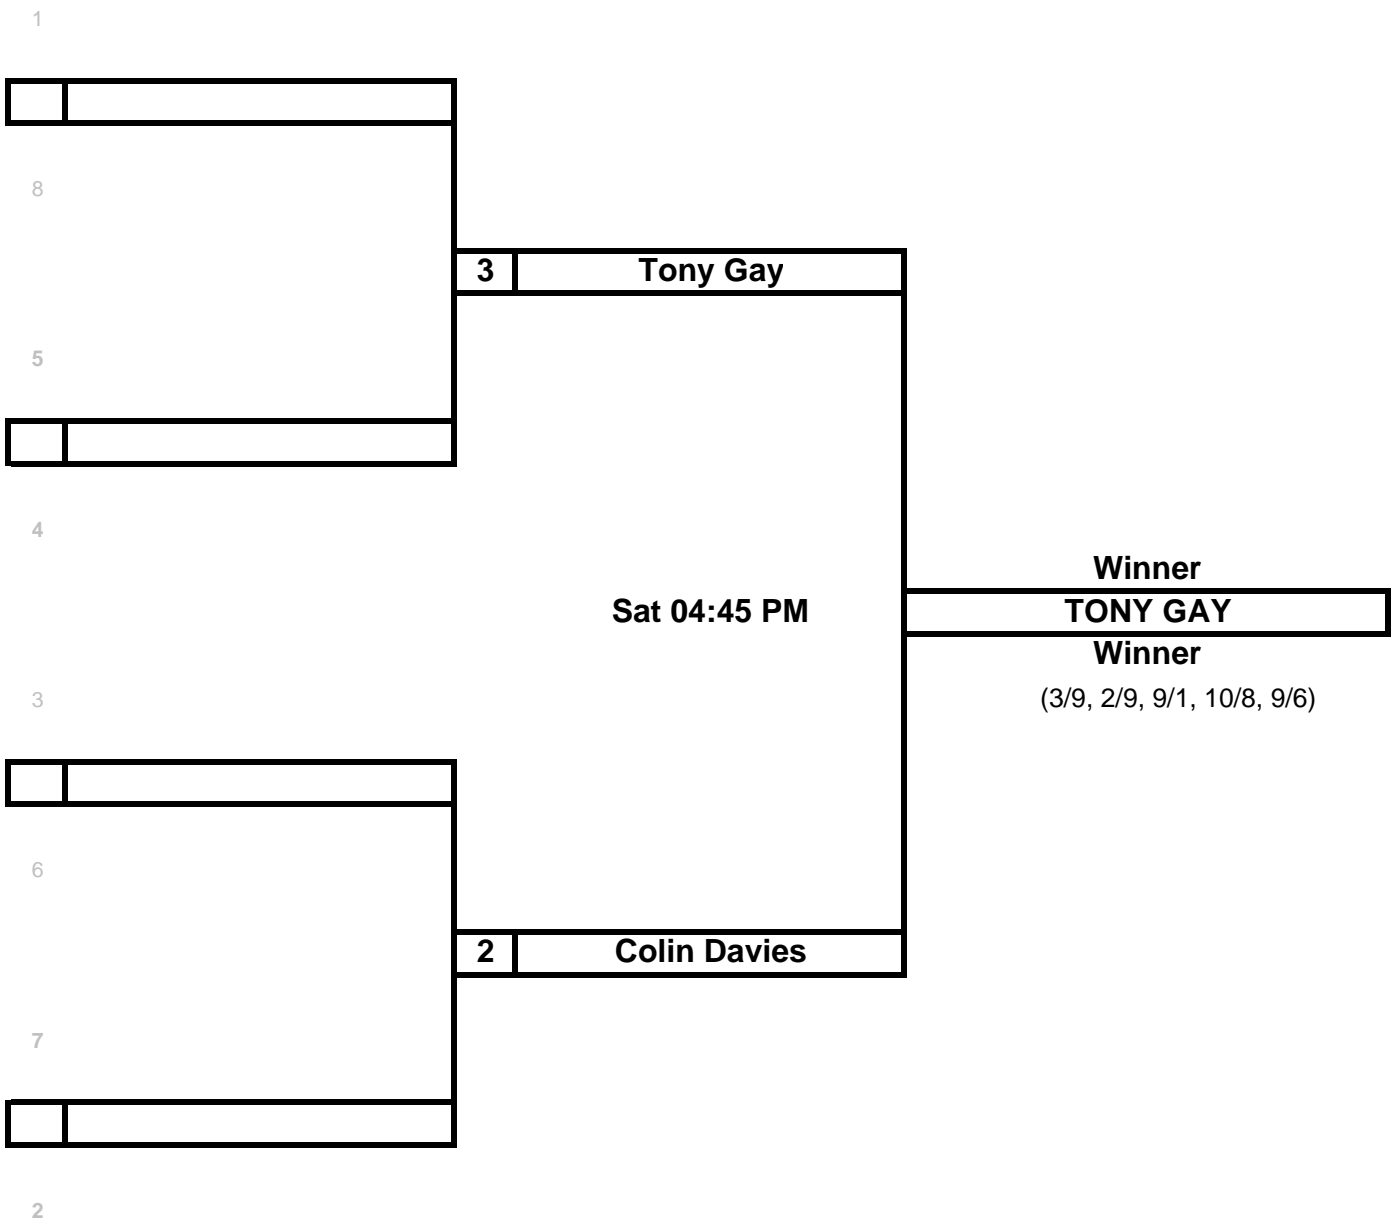 1
8
3 Tony Gay
5
4
Winner
Sat 04:45 PM TONY GAY
Winner
3 (3/9, 2/9, 9/1, 10/8, 9/6)
6
2 Colin Davies
7
2